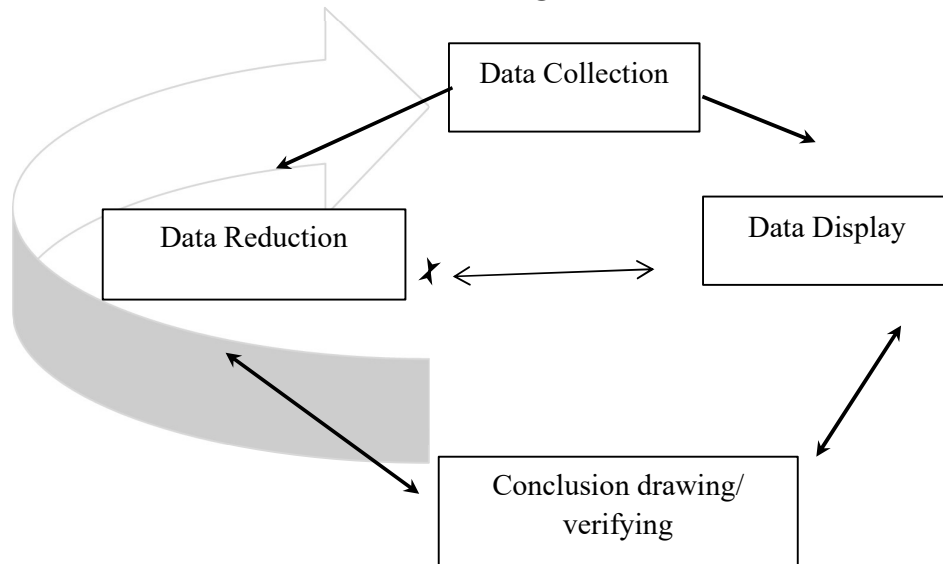 Data Collection
Data Reduction
Data Display
Conclusion drawing/
verifying